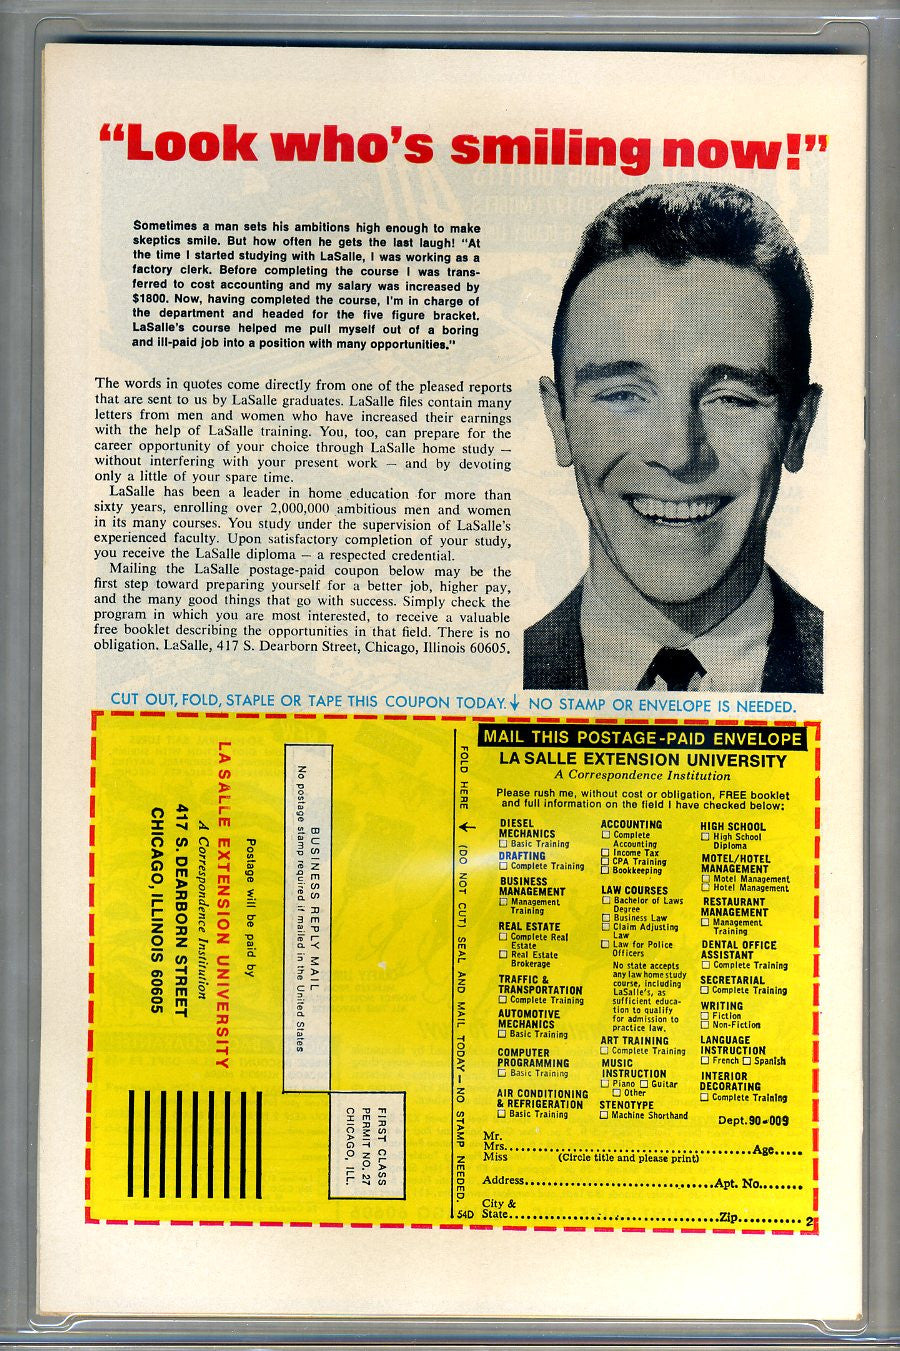 “Look who’s smiling now!”
Sometimes a man sets his ambitions high enough to make
skeptics smile. But how often he gets the last laugh! “At
the time I started studying with LaSalle, I was working as a
factory clerk. Before completing the course I was trans-
ferred to cost accounting and my salary was increased by
$1800. Now, having completed the course, I’m in charge of
the department and headed for the five figure bracket.
LaSalle’s course helped me pull myself out of a boring
and ill-paid job into a position with many opportunities.”
The words in quotes come directly from one of the pleased reports
that are sent to us by LaSalle graduates. LaSalle files contain many
letters from men and women who have increased their earnings
with the help of LaSalle training. You, too, can prepare for the
career opportunity of your choice through LaSalle home study —
without interfering with your present work — and by devoting
only a little of your spare time.
LaSalle has been a leader in home education for more than
sixty years, enrolling over 2,000,000 ambitious men and women
in its many courses. You study under the supervision of LaSalle’s
experienced faculty. Upon satisfactory completion of your study,
you receive the LaSalle diploma — a respected credential.
Mailing the LaSalle postage-paid coupon below may be the
first step toward preparing yourself for a better job, higher pay,
and the many good things that go with success. Simply check the
program in which you are most interested, to receive a valuable
free booklet describing the opportunities in that field. There is no
obligation. LaSalle, 417 S. Dearborn Street, Chicago, Illinois 60605.
CUT OUT, FOLD, STAPLE OR TAPE THIS COUPON TODAY. ↓ NO STAMP OR ENVELOPE IS NEEDED.
BUSINESS REPLY MAIL
No postage stamp required if mailed in the United States
FIRST CLASS
PERMIT NO. 27
CHICAGO, ILL.
Postage will be paid by
LA SALLE EXTENSION UNIVERSITY
A Correspondence Institution
417 S. DEARBORN STREET
CHICAGO, ILLINOIS 60605
FOLD HERE → (DO NOT CUT) SEAL AND MAIL TODAY — NO STAMP NEEDED.
54D
MAIL THIS POSTAGE-PAID ENVELOPE
LA SALLE EXTENSION UNIVERSITY
A Correspondence Institution
Please rush me, without cost or obligation, FREE booklet
and full information on the field I have checked below:
DIESEL
MECHANICS
☐ Basic Training
DRAFTING
☐ Complete Training
BUSINESS
MANAGEMENT
☐ Management
Training
REAL ESTATE
☐ Complete Real
Estate
☐ Real Estate
Brokerage
TRAFFIC &
TRANSPORTATION
☐ Complete Training
AUTOMOTIVE
MECHANICS
☐ Basic Training
COMPUTER
PROGRAMMING
☐ Basic Training
AIR CONDITIONING
& REFRIGERATION
☐ Basic Training
ACCOUNTING
☐ Complete
Accounting
☐ Income Tax
☐ CPA Training
☐ Bookkeeping
LAW COURSES
☐ Bachelor of Laws
Degree
☐ Business Law
☐ Claim Adjusting
Law
☐ Law for Police
Officers
No state accepts
any law home study
course, including
LaSalle’s, as
sufficient educa-
tion to qualify
for admission to
practice law.
ART TRAINING
☐ Complete Training
MUSIC
INSTRUCTION
☐ Piano ☐ Guitar
☐ Other
STENOTYPE
☐ Machine Shorthand
HIGH SCHOOL
☐ High School
Diploma
MOTEL/HOTEL
MANAGEMENT
☐ Motel Management
☐ Hotel Management
RESTAURANT
MANAGEMENT
☐ Management
Training
DENTAL OFFICE
ASSISTANT
☐ Complete Training
SECRETARIAL
☐ Complete Training
WRITING
☐ Fiction
☐ Non-Fiction
LANGUAGE
INSTRUCTION
☐ French ☐ Spanish
INTERIOR
DECORATING
☐ Complete Training
Dept. 90-009
Mr.
Mrs. Age
Miss (Circle title and please print)
Address Apt. No.
City &
State Zip 2